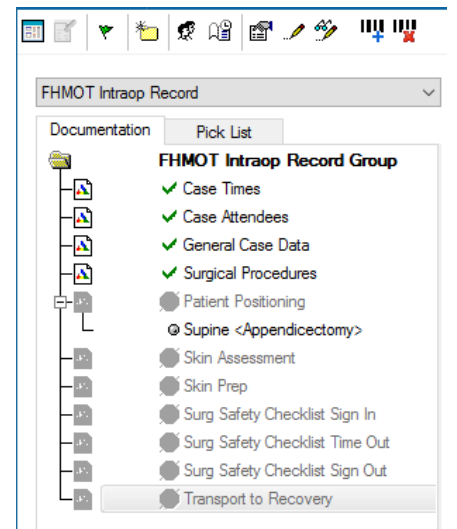 FHMOT Intraop Record
Documentation Pick List
FHMOT Intraop Record Group
Case Times
Case Attendees
General Case Data
Surgical Procedures
Patient Positioning
Supine <Appendicectomy>
Skin Assessment
Skin Prep
Surg Safety Checklist Sign In
Surg Safety Checklist Time Out
Surg Safety Checklist Sign Out
Transport to Recovery